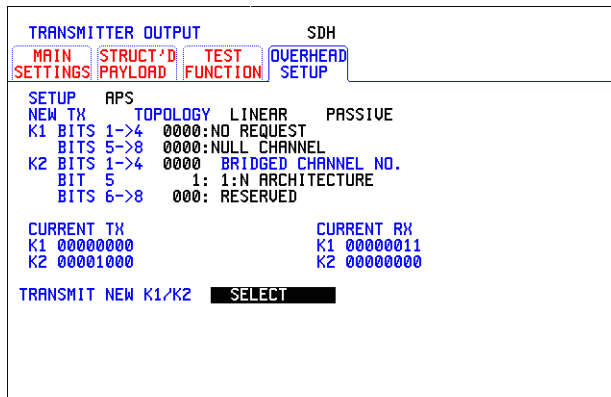 TRANSMITTER OUTPUT SDH
MAIN SETTINGS STRUCT'D PAYLOAD TEST FUNCTION OVERHEAD SETUP
SETUP APS
NEW TX TOPOLOGY LINEAR PASSIVE
K1 BITS 1->4 0000:NO REQUEST
BITS 5->8 0000:NULL CHANNEL
K2 BITS 1->4 0000 BRIDGED CHANNEL NO.
BIT 5 1: 1:N ARCHITECTURE
BITS 6->8 000: RESERVED
CURRENT TX CURRENT RX
K1 00000000 K1 00000011
K2 00001000 K2 00000000
TRANSMIT NEW K1/K2 SELECT